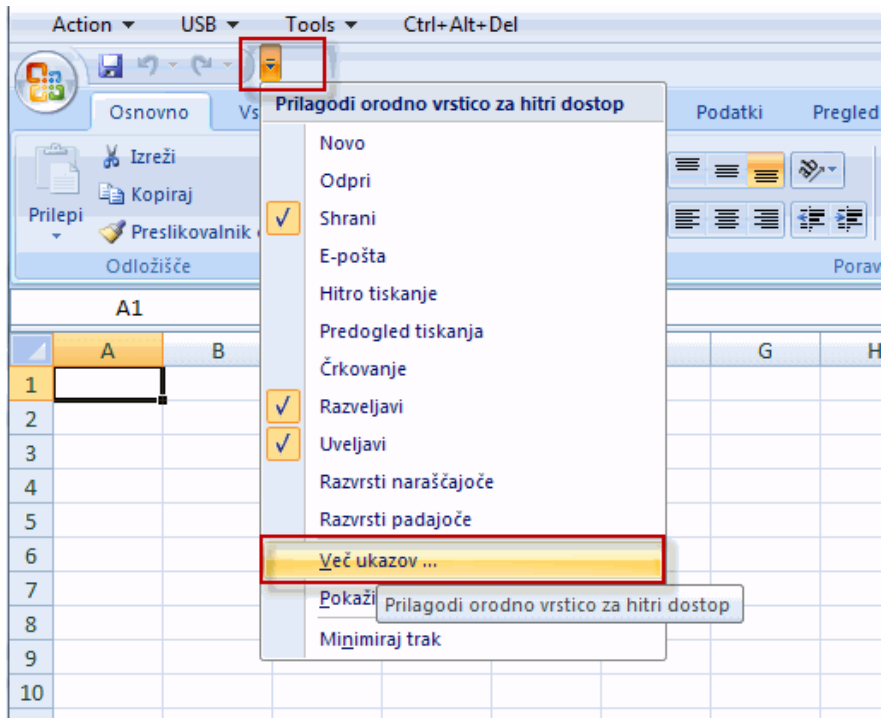 Action USB Tools Ctrl+Alt+Del
Prilagodi orodno vrstico za hitri dostop
Osnovno Vs Podatki Pregled
Izreži
Kopiraj
Prilepi
Preslikovalnik
Odložišče Porav
Novo
Odpri
Shrani
E-pošta
Hitro tiskanje
Predogled tiskanja
Črkovanje
Razveljavi
Uveljavi
Razvrsti naraščajoče
Razvrsti padajoče
Več ukazov ...
Pokaži
Prilagodi orodno vrstico za hitri dostop
Minimiraj trak
A1
A B G H
1
2
3
4
5
6
7
8
9
10